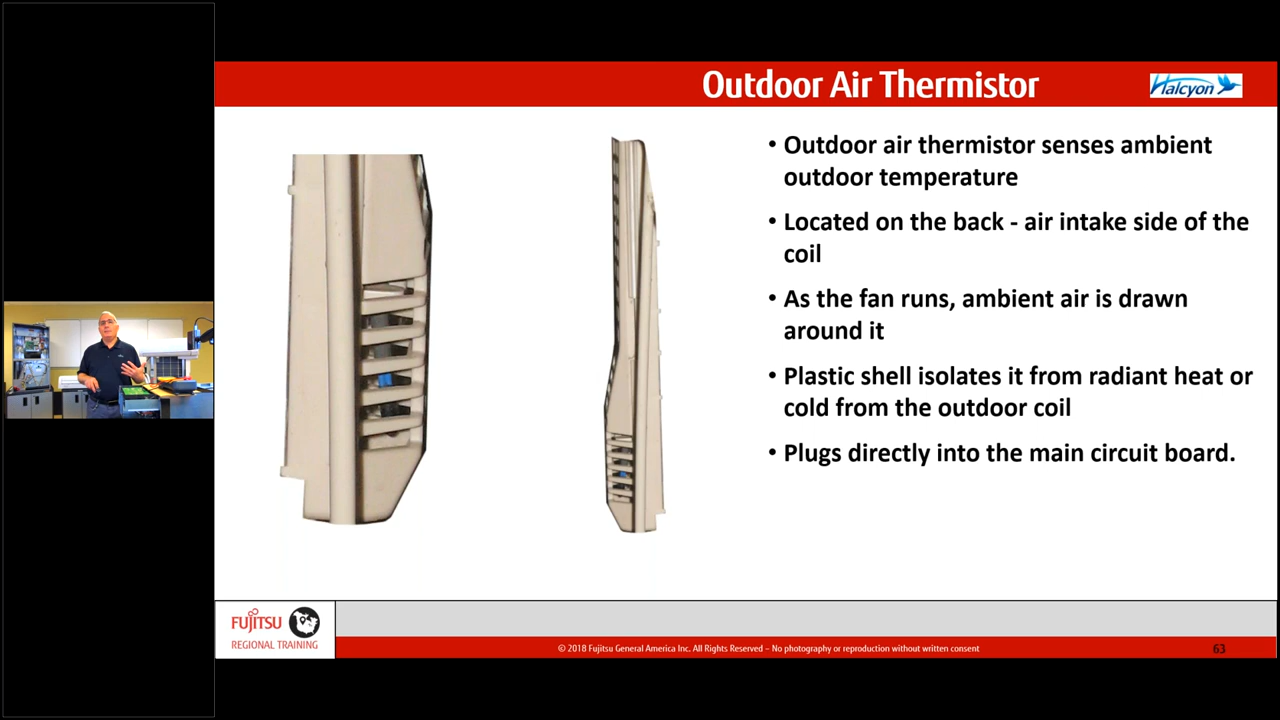 Outdoor Air Thermistor
Halcyon
• Outdoor air thermistor senses ambient
outdoor temperature
• Located on the back - air intake side of the
coil
• As the fan runs, ambient air is drawn
around it
• Plastic shell isolates it from radiant heat or
cold from the outdoor coil
• Plugs directly into the main circuit board.
FUJITSU
REGIONAL TRAINING
© 2018 Fujitsu General America Inc. All Rights Reserved – No photography or reproduction without written consent
63